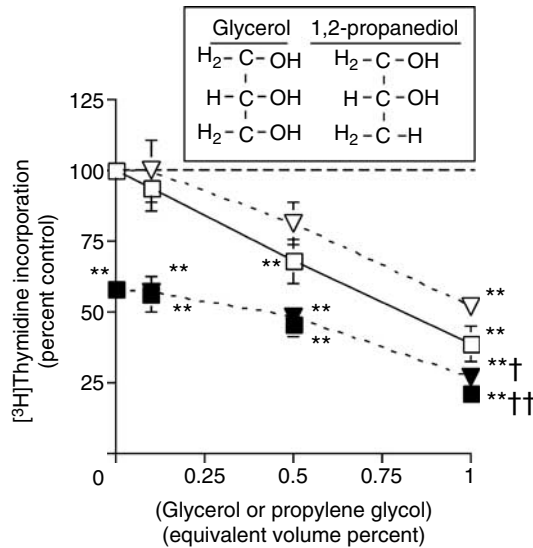 Glycerol 1,2-propanediol
H2–C–OH H2–C–OH
H–C–OH H–C–OH
H2–C–OH H2–C–H
125
100
75
50
25
0
0.25
0.5
0.75
1
**
**
**
**
**
**
**
**
**†
**††
[3H]Thymidine incorporation
(percent control)
(Glycerol or propylene glycol)
(equivalent volume percent)